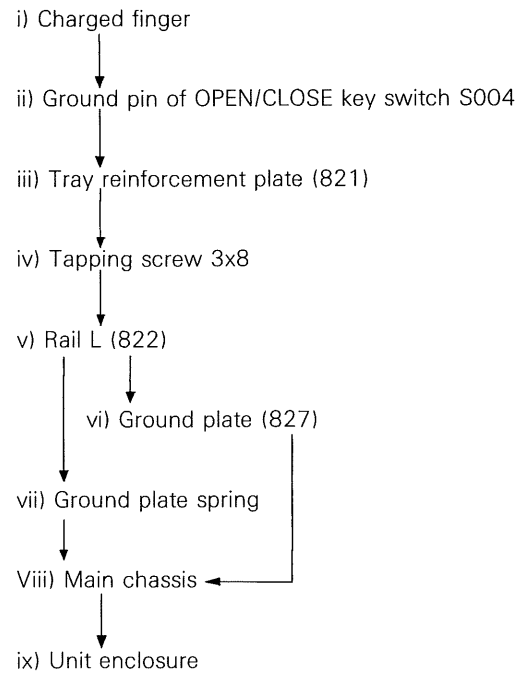 i) Charged finger
ii) Ground pin of OPEN/CLOSE key switch S004
iii) Tray reinforcement plate (821)
iv) Tapping screw 3x8
v) Rail L (822)
vi) Ground plate (827)
vii) Ground plate spring
Viii) Main chassis
ix) Unit enclosure